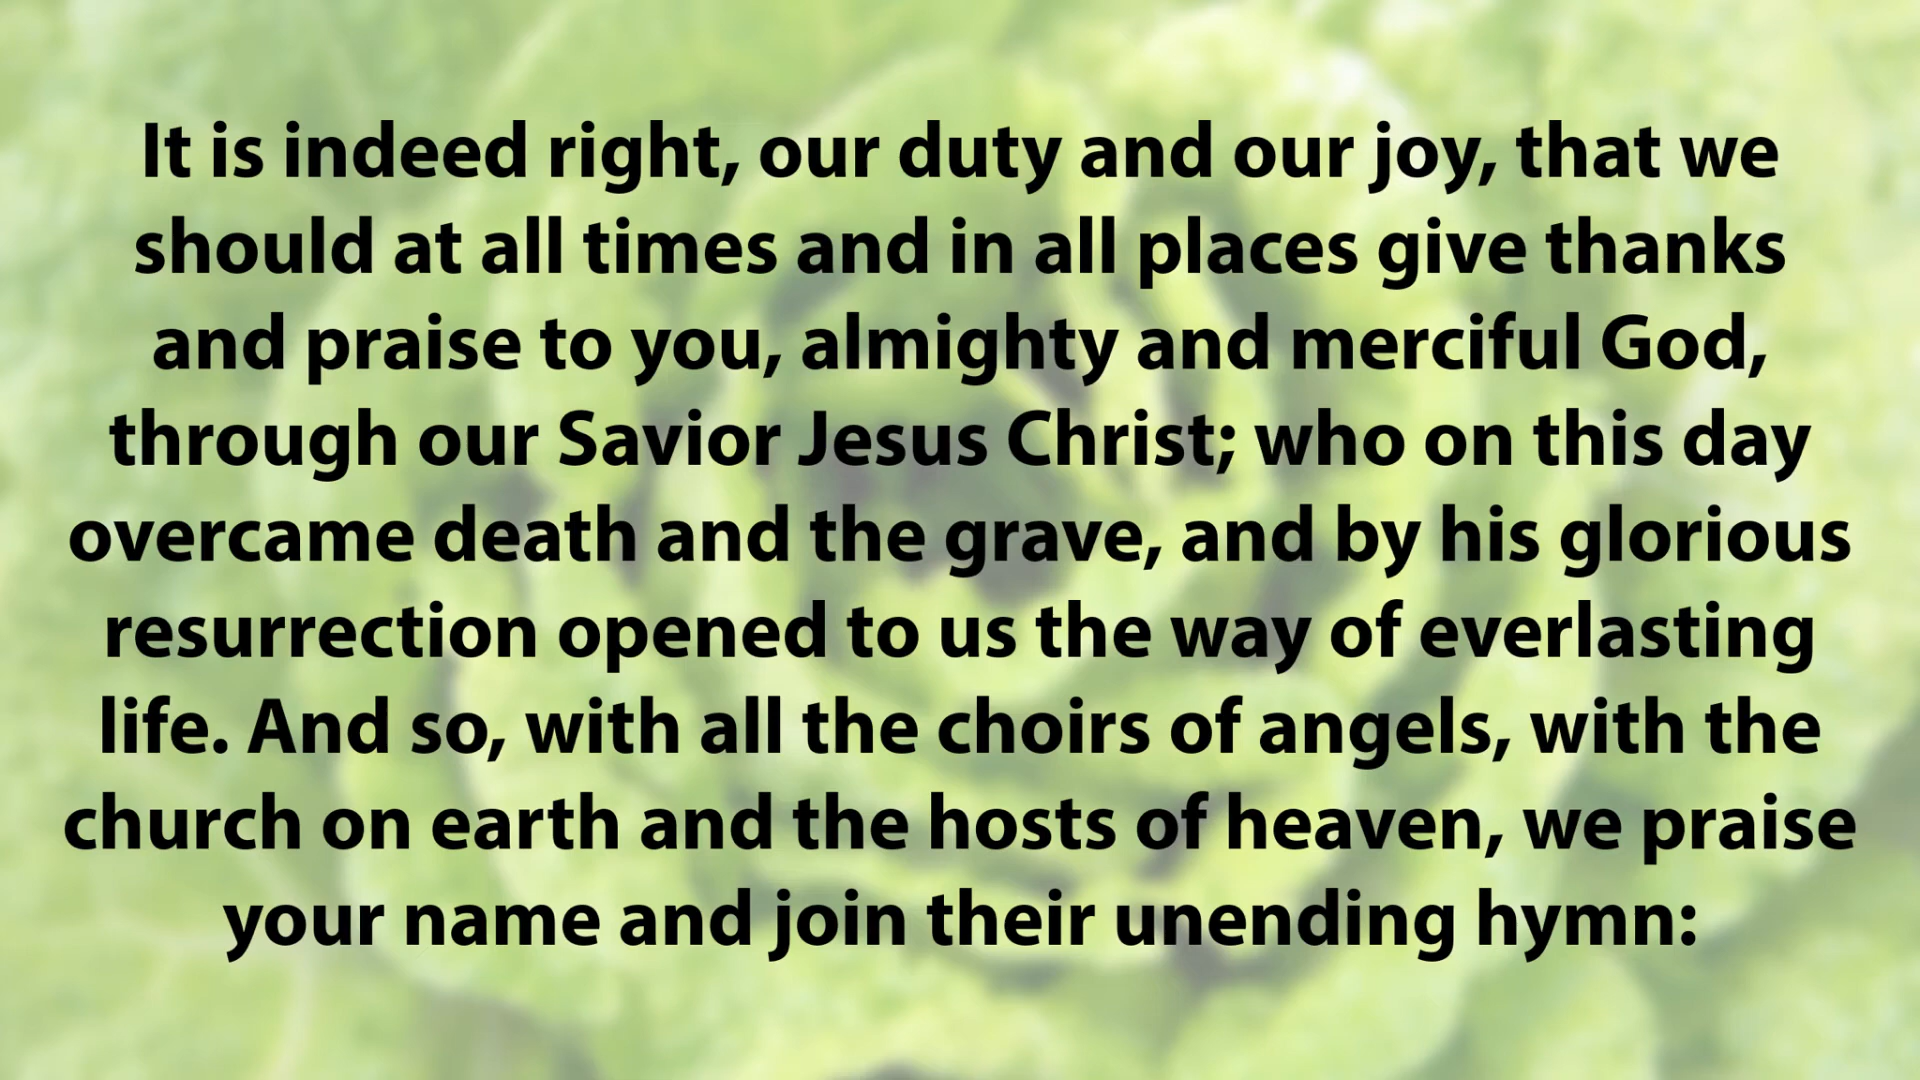 It is indeed right, our duty and our joy, that we
should at all times and in all places give thanks
and praise to you, almighty and merciful God,
through our Savior Jesus Christ; who on this day
overcame death and the grave, and by his glorious
resurrection opened to us the way of everlasting
life. And so, with all the choirs of angels, with the
church on earth and the hosts of heaven, we praise
your name and join their unending hymn: